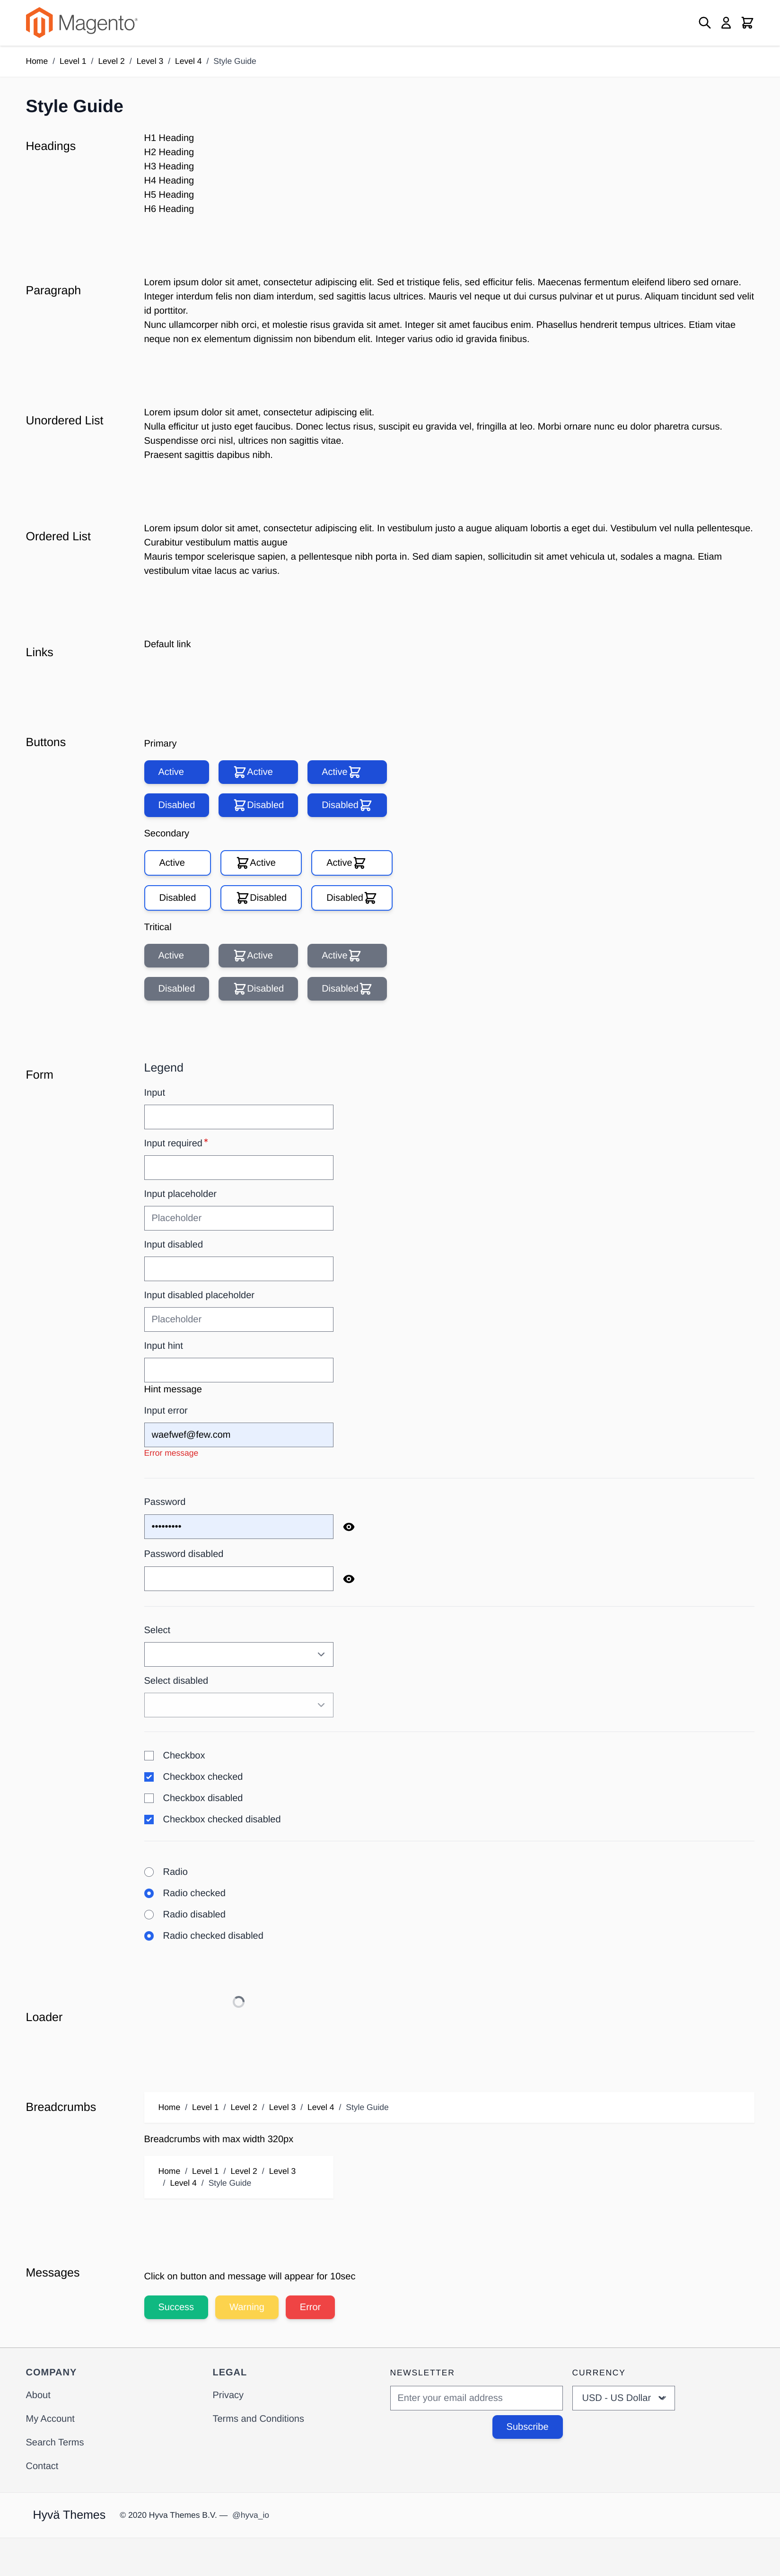 Magento®
Home / Level 1 / Level 2 / Level 3 / Level 4 / Style Guide
Style Guide
Headings
H1 Heading
H2 Heading
H3 Heading
H4 Heading
H5 Heading
H6 Heading
Paragraph
Lorem ipsum dolor sit amet, consectetur adipiscing elit. Sed et tristique felis, sed efficitur felis. Maecenas fermentum eleifend libero sed ornare.
Integer interdum felis non diam interdum, sed sagittis lacus ultrices. Mauris vel neque ut dui cursus pulvinar et ut purus. Aliquam tincidunt sed velit
id porttitor.
Nunc ullamcorper nibh orci, et molestie risus gravida sit amet. Integer sit amet faucibus enim. Phasellus hendrerit tempus ultrices. Etiam vitae
neque non ex elementum dignissim non bibendum elit. Integer varius odio id gravida finibus.
Unordered List
Lorem ipsum dolor sit amet, consectetur adipiscing elit.
Nulla efficitur ut justo eget faucibus. Donec lectus risus, suscipit eu gravida vel, fringilla at leo. Morbi ornare nunc eu dolor pharetra cursus.
Suspendisse orci nisl, ultrices non sagittis vitae.
Praesent sagittis dapibus nibh.
Ordered List
Lorem ipsum dolor sit amet, consectetur adipiscing elit. In vestibulum justo a augue aliquam lobortis a eget dui. Vestibulum vel nulla pellentesque.
Curabitur vestibulum mattis augue
Mauris tempor scelerisque sapien, a pellentesque nibh porta in. Sed diam sapien, sollicitudin sit amet vehicula ut, sodales a magna. Etiam
vestibulum vitae lacus ac varius.
Links
Default link
Buttons
Primary
Active Active Active
Disabled Disabled Disabled
Secondary
Active Active Active
Disabled Disabled Disabled
Tritical
Active Active Active
Disabled Disabled Disabled
Form
Legend
Input
Input required *
Input placeholder
Placeholder
Input disabled
Input disabled placeholder
Placeholder
Input hint
Hint message
Input error
waefwef@few.com
Error message
Password
•••••••••
Password disabled
Select
Select disabled
Checkbox
Checkbox checked
Checkbox disabled
Checkbox checked disabled
Radio
Radio checked
Radio disabled
Radio checked disabled
Loader
Breadcrumbs
Home / Level 1 / Level 2 / Level 3 / Level 4 / Style Guide
Breadcrumbs with max width 320px
Home / Level 1 / Level 2 / Level 3
/ Level 4 / Style Guide
Messages
Click on button and message will appear for 10sec
Success Warning Error
COMPANY
About
My Account
Search Terms
Contact
LEGAL
Privacy
Terms and Conditions
NEWSLETTER
Enter your email address
Subscribe
CURRENCY
USD - US Dollar
Hyvä Themes © 2020 Hyva Themes B.V. — @hyva_io